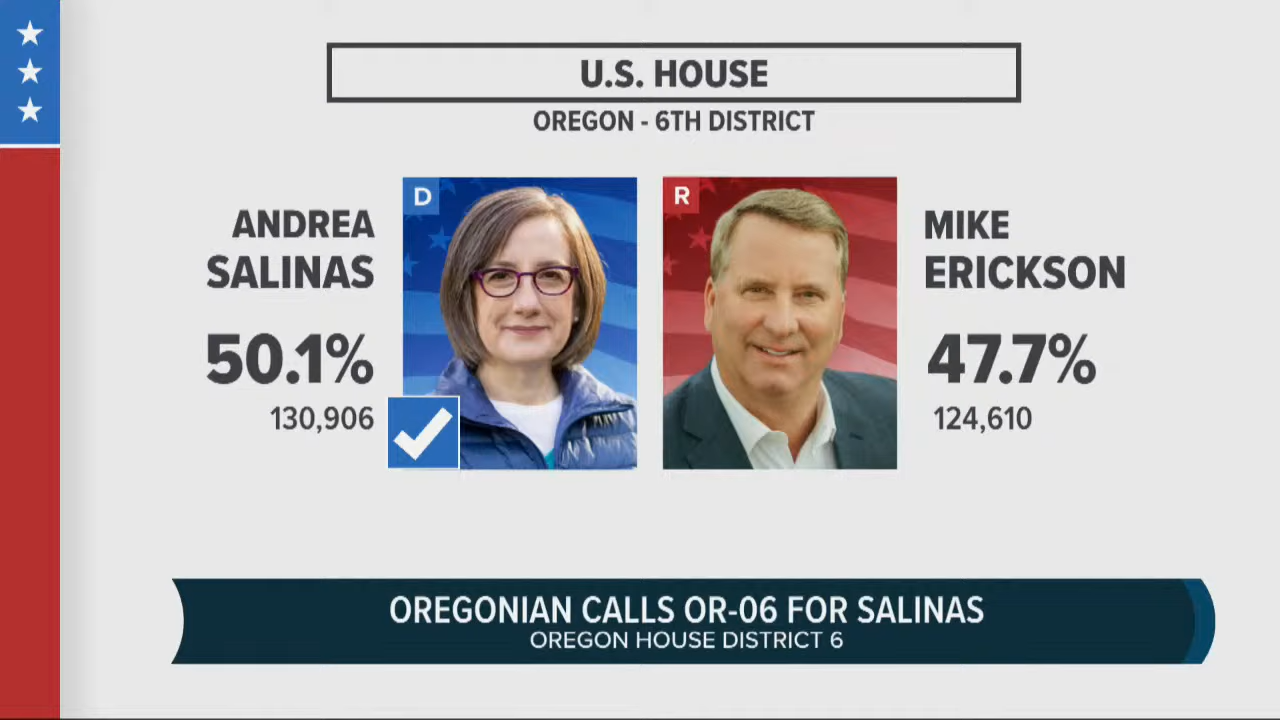 U.S. HOUSE
OREGON - 6TH DISTRICT
D
ANDREA
SALINAS
50.1%
130,906
R
MIKE
ERICKSON
47.7%
124,610
OREGONIAN CALLS OR-06 FOR SALINAS
OREGON HOUSE DISTRICT 6